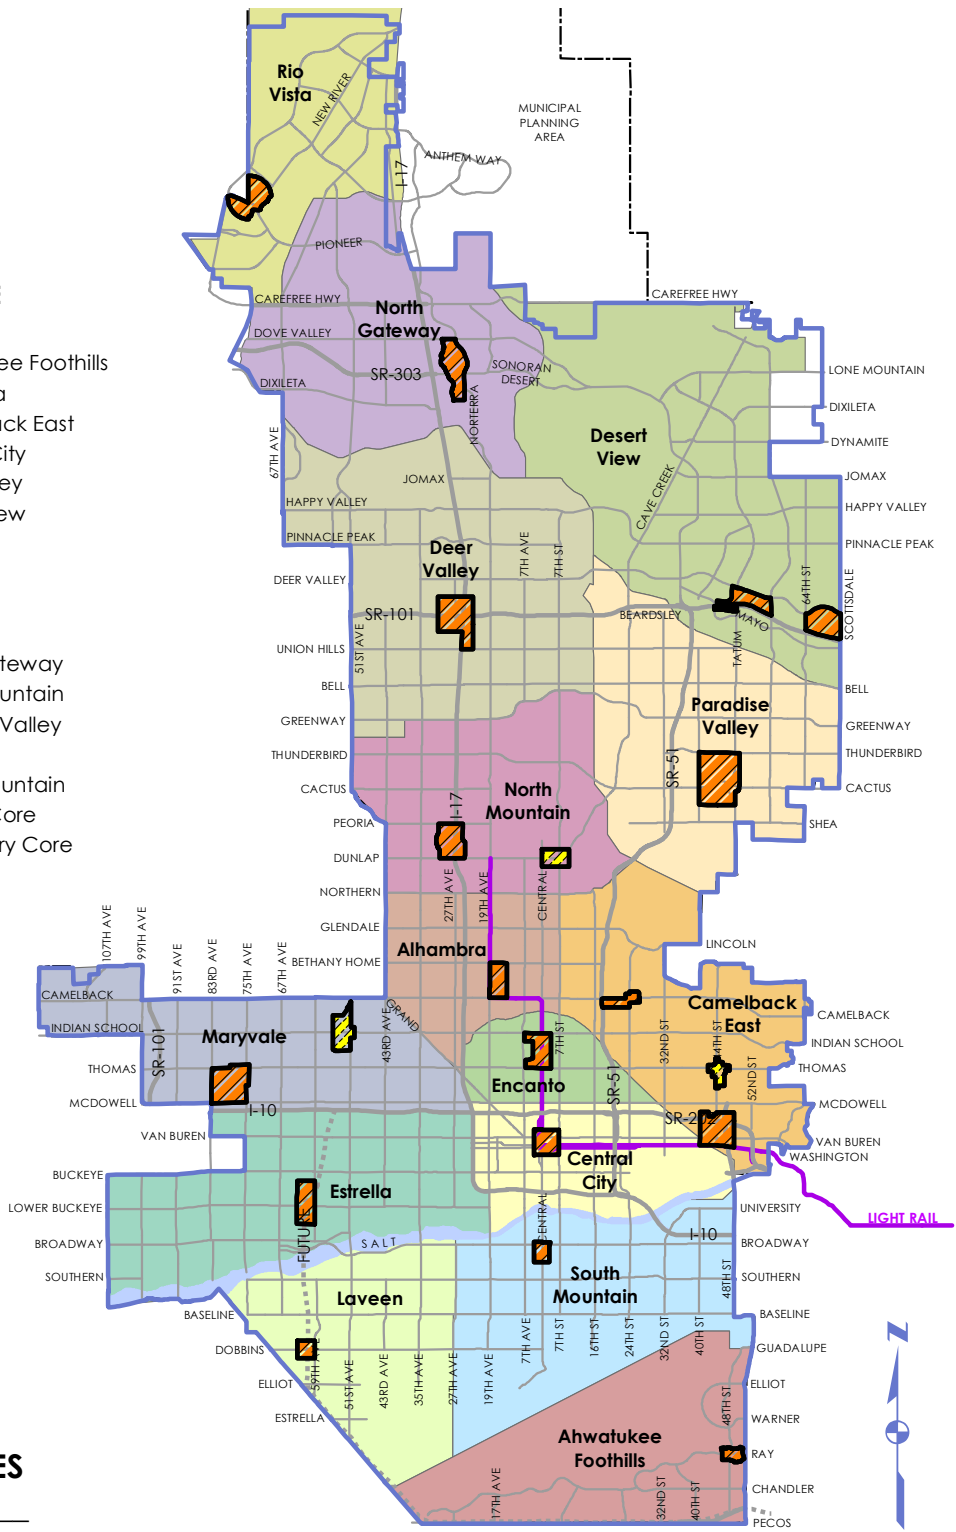 Rio
Vista
NEW RIVER
MUNICIPAL
PLANNING
AREA
I-17
ANTHEM WAY
PIONEER
CAREFREE HWY
CAREFREE HWY
North
Gateway
DOVE VALLEY
SR-303
SONORAN
DESERT
DIXILETA
NORTERRA
LONE MOUNTAIN
DIXILETA
DYNAMITE
JOMAX
Desert
View
67TH AVE
CAVE CREEK
JOMAX
HAPPY VALLEY
HAPPY VALLEY
PINNACLE PEAK
PINNACLE PEAK
ee Foothills
a
ack East
City
ey
ew
teway
untain
Valley
untain
Core
ry Core
Deer
Valley
7TH AVE
7TH ST
DEER VALLEY
SR-101
51ST AVE
BEARDSLEY
MAYO
TATUM
64TH ST
SCOTTSDALE
UNION HILLS
BELL
BELL
GREENWAY
GREENWAY
Paradise
Valley
THUNDERBIRD
THUNDERBIRD
SR-51
CACTUS
CACTUS
North
Mountain
I-17
PEORIA
SHEA
DUNLAP
27TH AVE
19TH AVE
CENTRAL
NORTHERN
GLENDALE
LINCOLN
Alhambra
BETHANY HOME
107TH AVE
99TH AVE
91ST AVE
83RD AVE
75TH AVE
67TH AVE
CAMELBACK
GRAND
Camelback
East
CAMELBACK
INDIAN SCHOOL
SR-101
Maryvale
43RD AVE
7TH ST
32ND ST
44TH ST
52ND ST
INDIAN SCHOOL
THOMAS
THOMAS
Encanto
SR-51
MCDOWELL
MCDOWELL
I-10
SR-202
VAN BUREN
VAN BUREN
WASHINGTON
Central
City
BUCKEYE
Estrella
LOWER BUCKEYE
CENTRAL
UNIVERSITY
LIGHT RAIL
BROADWAY
FUTURE
SALT
I-10
BROADWAY
SOUTHERN
South
Mountain
48TH ST
SOUTHERN
Laveen
BASELINE
BASELINE
DOBBINS
59TH AVE
51ST AVE
43RD AVE
35TH AVE
27TH AVE
19TH AVE
7TH AVE
7TH ST
16TH ST
24TH ST
32ND ST
40TH ST
GUADALUPE
ELLIOT
ELLIOT
ESTRELLA
48TH ST
WARNER
Ahwatukee
Foothills
RAY
17TH AVE
32ND ST
40TH ST
CHANDLER
PECOS
N
ES